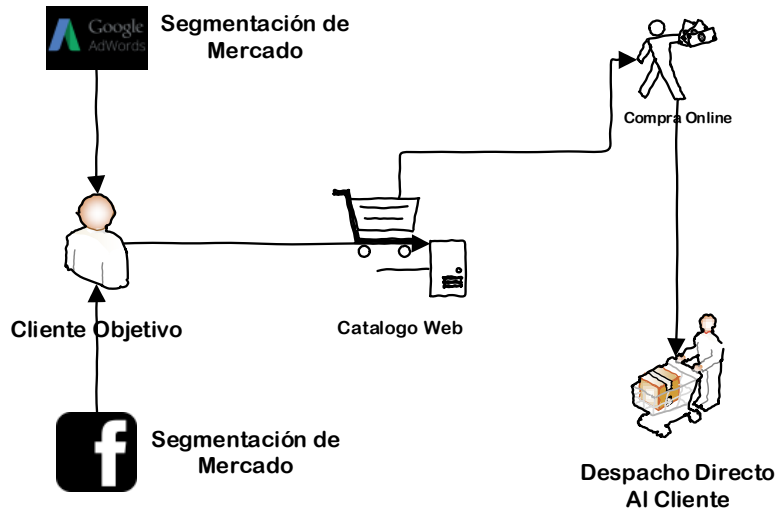 Google
AdWords
Segmentación de
Mercado
Compra Online
Cliente Objetivo
Catalogo Web
f
Segmentación de
Mercado
Despacho Directo
Al Cliente